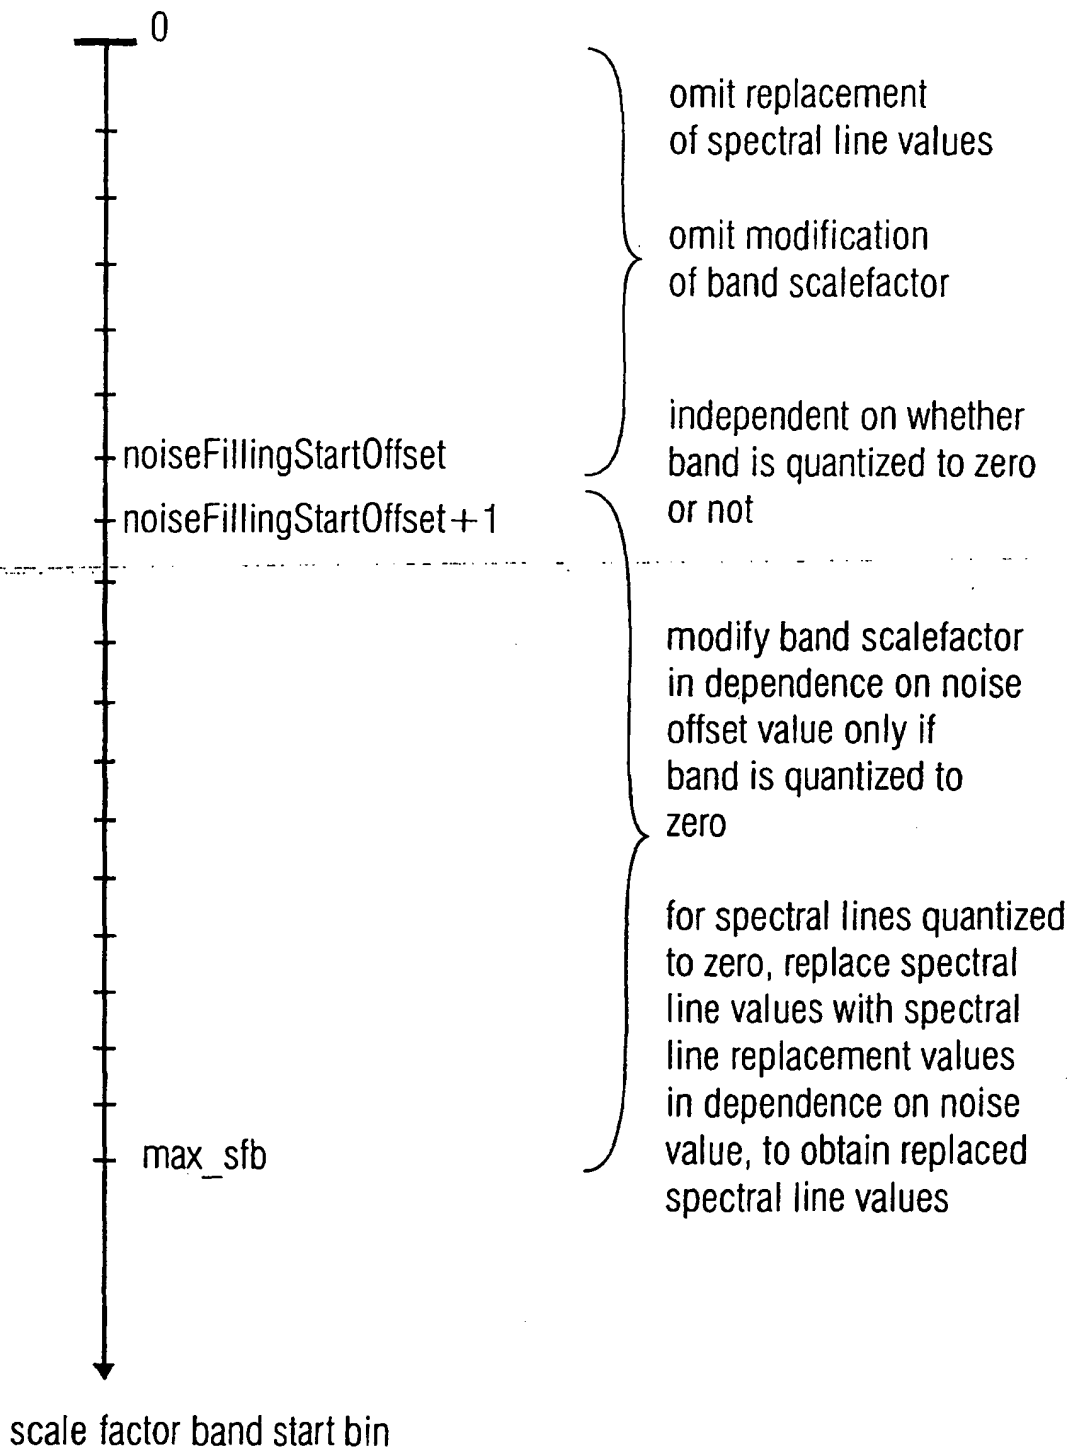 0
omit replacement
of spectral line values
omit modification
of band scalefactor
independent on whether
band is quantized to zero
or not
noiseFillingStartOffset
noiseFillingStartOffset+1
modify band scalefactor
in dependence on noise
offset value only if
band is quantized to
zero
for spectral lines quantized
to zero, replace spectral
line values with spectral
line replacement values
in dependence on noise
value, to obtain replaced
spectral line values
max_sfb
scale factor band start bin